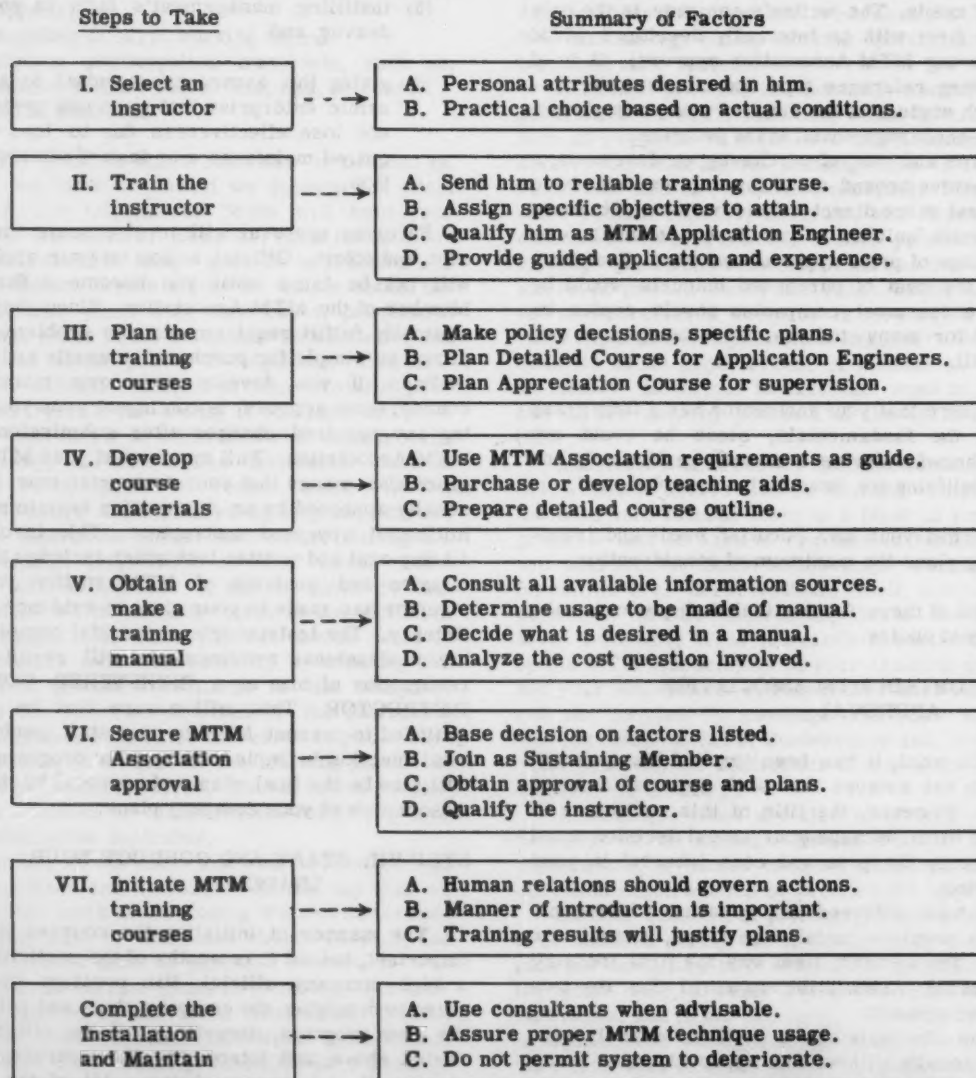 Steps to Take
Summary of Factors
I. Select an
instructor
A. Personal attributes desired in him.
B. Practical choice based on actual conditions.
II. Train the
instructor
A. Send him to reliable training course.
B. Assign specific objectives to attain.
C. Qualify him as MTM Application Engineer.
D. Provide guided application and experience.
III. Plan the
training
courses
A. Make policy decisions, specific plans.
B. Plan Detailed Course for Application Engineers.
C. Plan Appreciation Course for supervision.
IV. Develop
course
materials
A. Use MTM Association requirements as guide.
B. Purchase or develop teaching aids.
C. Prepare detailed course outline.
V. Obtain or
make a
training
manual
A. Consult all available information sources.
B. Determine usage to be made of manual.
C. Decide what is desired in a manual.
D. Analyze the cost question involved.
VI. Secure MTM
Association
approval
A. Base decision on factors listed.
B. Join as Sustaining Member.
C. Obtain approval of course and plans.
D. Qualify the instructor.
VII. Initiate MTM
training
courses
A. Human relations should govern actions.
B. Manner of introduction is important.
C. Training results will justify plans.
Complete the
Installation
and Maintain
A. Use consultants when advisable.
B. Assure proper MTM technique usage.
C. Do not permit system to deteriorate.